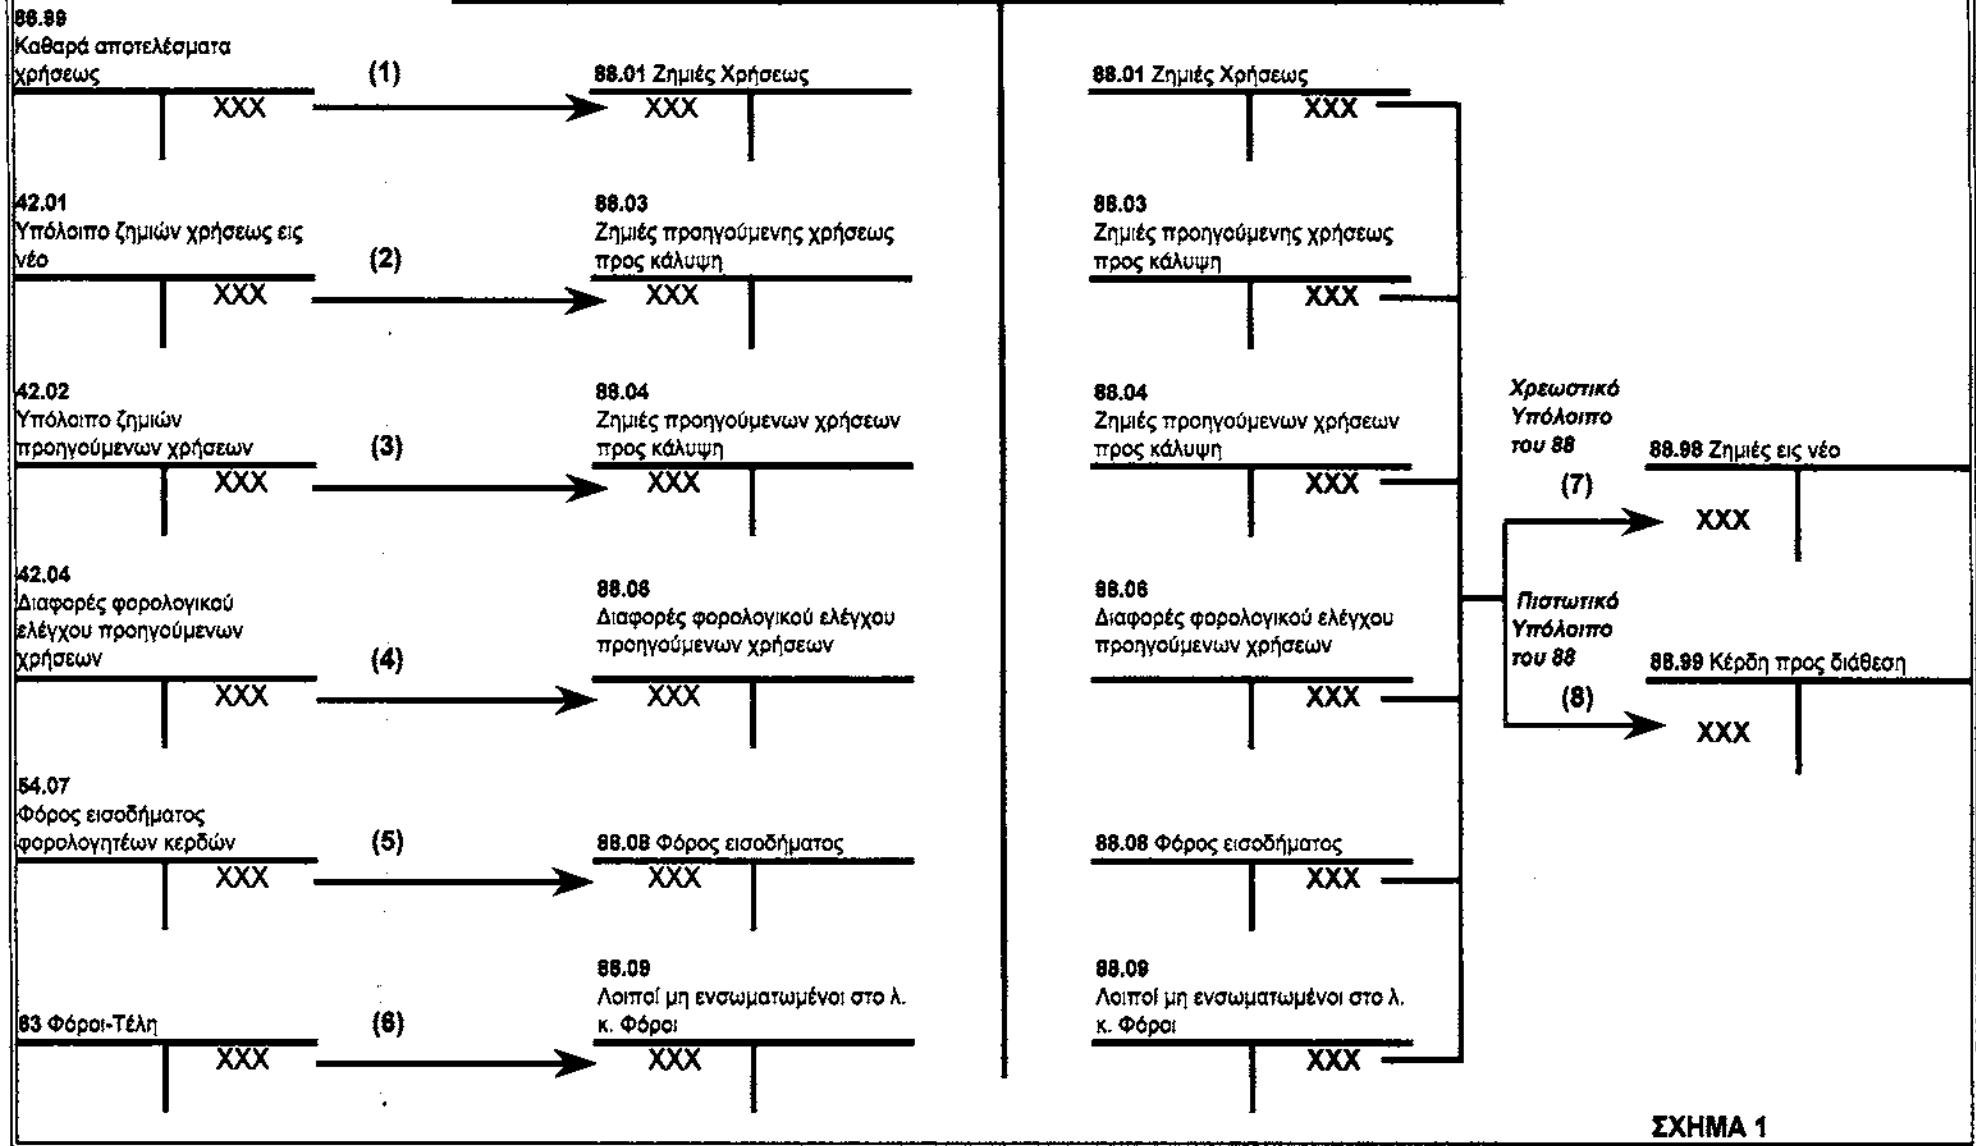 86.99
Καθαρά αποτελέσματα
χρήσεως
XXX
(1)
88.01 Ζημιές Χρήσεως
XXX
42.01
Υπόλοιπο ζημιών χρήσεως εις
νέο
XXX
(2)
88.03
Ζημιές προηγούμενης χρήσεως
προς κάλυψη
XXX
42.02
Υπόλοιπο ζημιών
προηγούμενων χρήσεων
XXX
(3)
88.04
Ζημιές προηγούμενων χρήσεων
προς κάλυψη
XXX
42.04
Διαφορές φορολογικού
ελέγχου προηγούμενων
χρήσεων
XXX
(4)
88.06
Διαφορές φορολογικού ελέγχου
προηγούμενων χρήσεων
XXX
54.07
Φόρος εισοδήματος
φορολογητέων κερδών
XXX
(5)
88.08 Φόρος εισοδήματος
XXX
63 Φόροι-Τέλη
XXX
(6)
88.09
Λοιποί μη ενσωματωμένοι στο λ.
κ. Φόροι
XXX
88.01 Ζημιές Χρήσεως
XXX
88.03
Ζημιές προηγούμενης χρήσεως
προς κάλυψη
XXX
88.04
Ζημιές προηγούμενων χρήσεων
προς κάλυψη
XXX
88.06
Διαφορές φορολογικού ελέγχου
προηγούμενων χρήσεων
XXX
88.08 Φόρος εισοδήματος
XXX
88.09
Λοιποί μη ενσωματωμένοι στο λ.
κ. Φόροι
XXX
Χρεωστικό
Υπόλοιπο
του 88
(7)
88.98 Ζημιές εις νέο
XXX
Πιστωτικό
Υπόλοιπο
του 88
(8)
88.99 Κέρδη προς διάθεση
XXX
ΣΧΗΜΑ 1